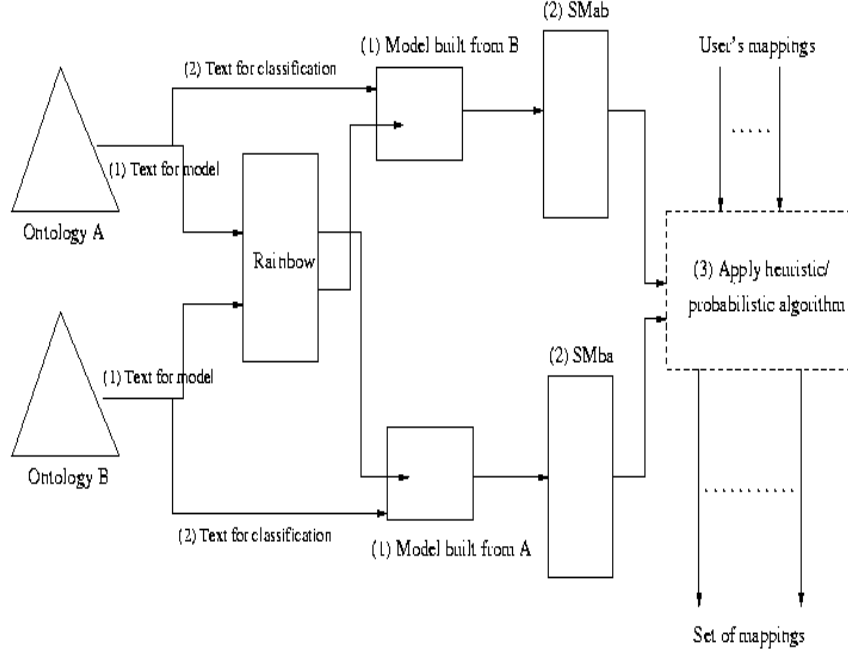 (2) SMab
(1) Model built from B
User's mappings
(2) Text for classification
(1) Text for model
Ontology A
Rainbow
(3) Apply heuristic/
probabilistic algorithm
(2) SMba
(1) Text for model
Ontology B
(2) Text for classification
(1) Model built from A
Set of mappings